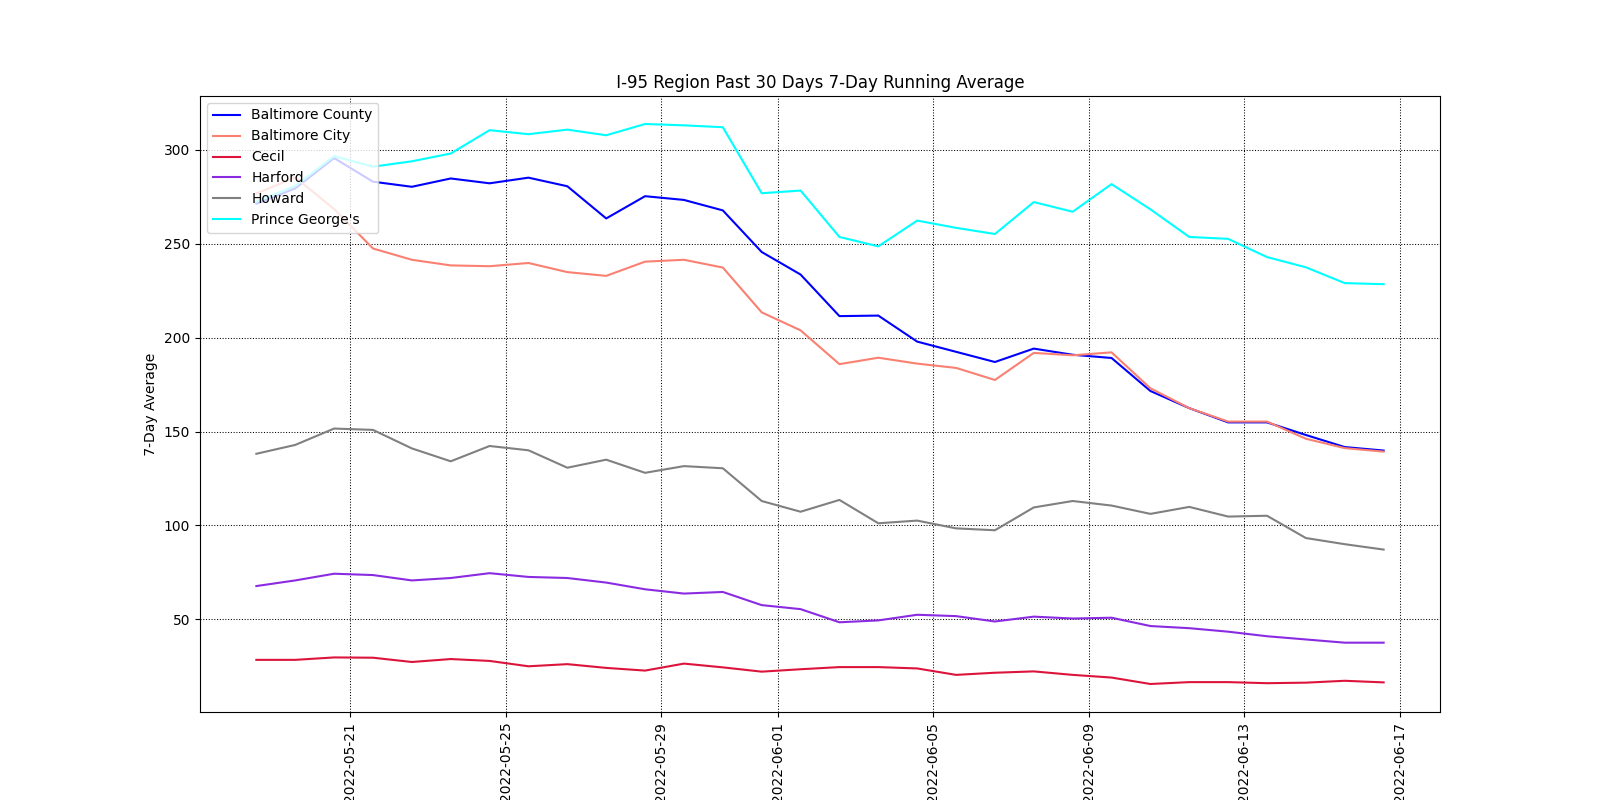 I-95 Region Past 30 Days 7-Day Running Average
Baltimore County
Baltimore City
Cecil
Harford
Howard
Prince George's
300
250
200
150
100
50
7-Day Average
2022-05-21
2022-05-25
2022-05-29
2022-06-01
2022-06-05
2022-06-09
2022-06-13
2022-06-17